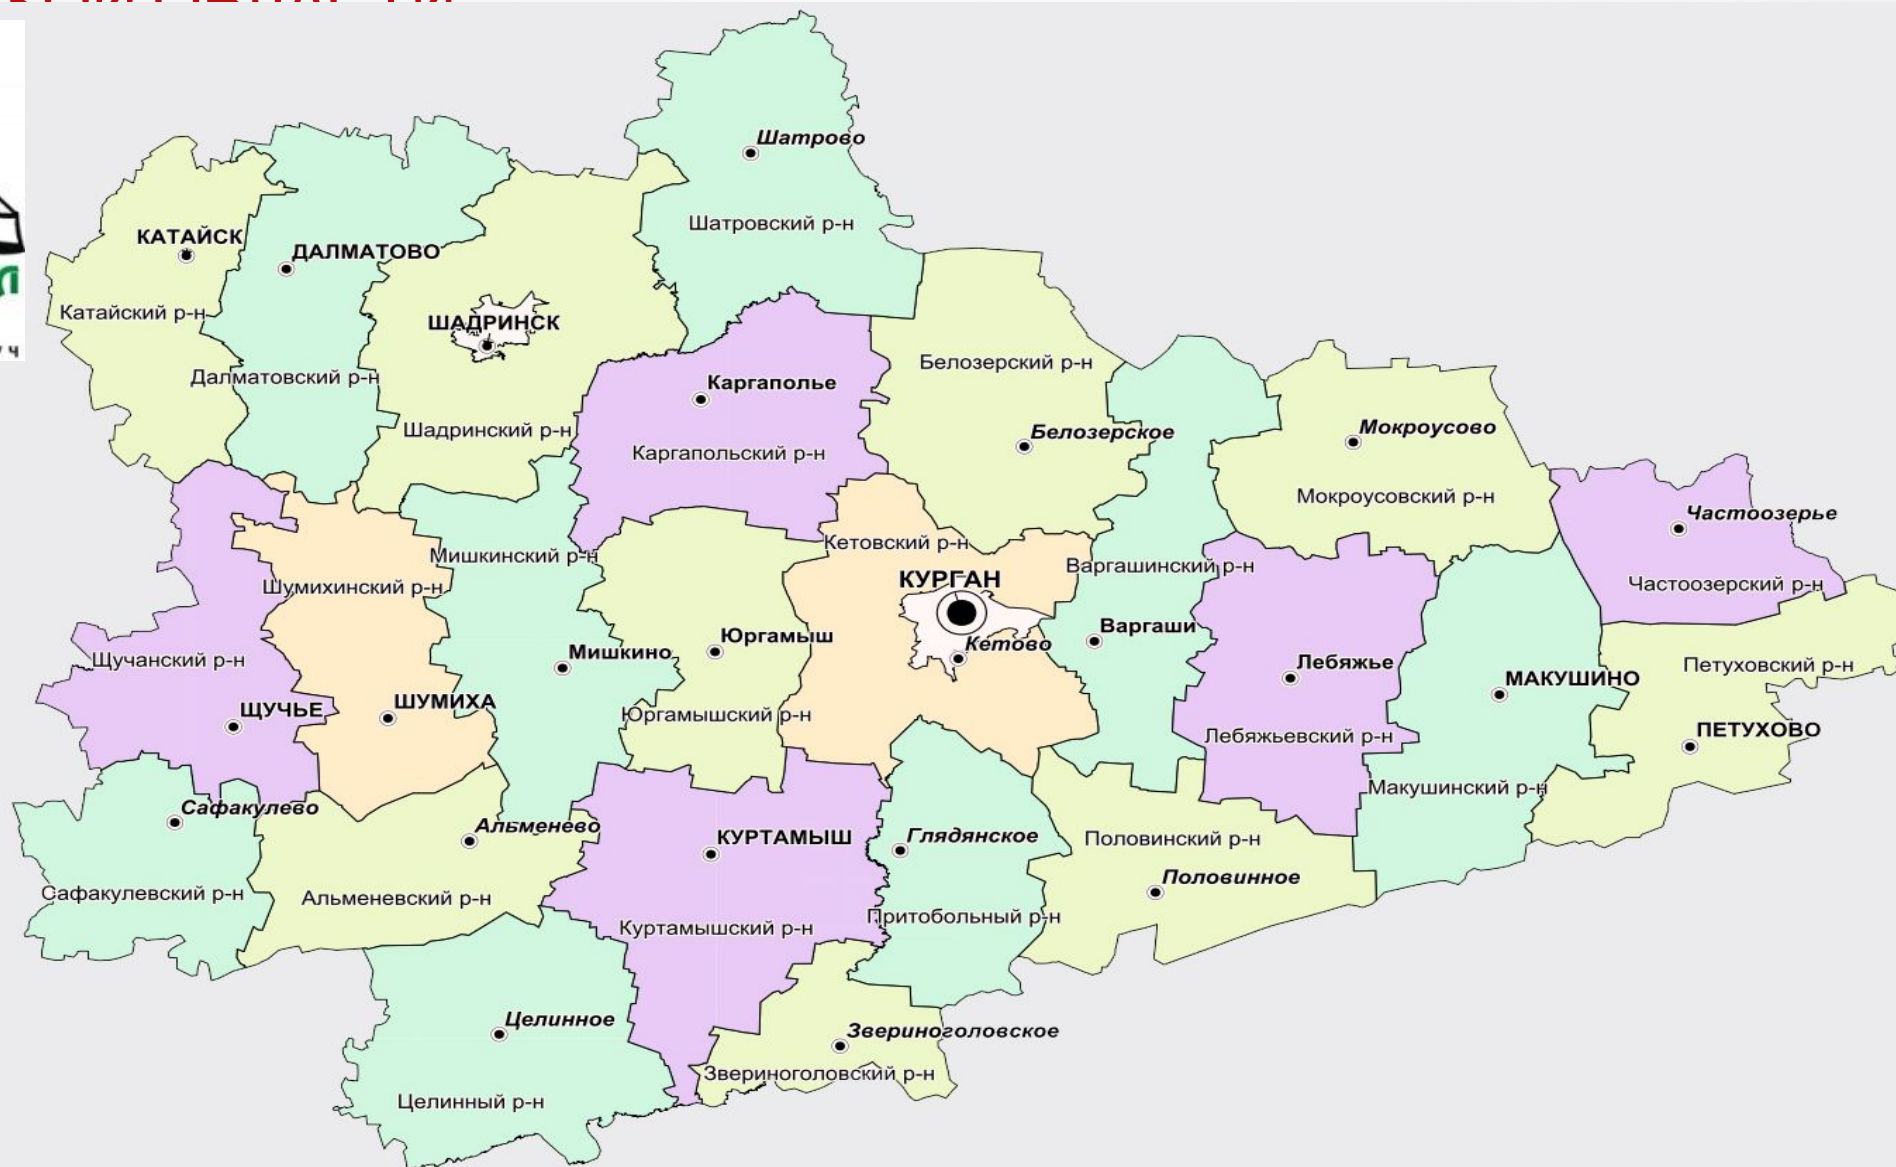 Шатрово
Шатровский р-н
КАТАЙСК
ДАЛМАТОВО
Катайский р-н
ШАДРИНСК
Далматовский р-н
Каргаполье
Белозерский р-н
Шадринский р-н
Каргапольский р-н
Белозерское
Мокроусово
Мокроусовский р-н
Частоозерье
Мишкинский р-н
Кетовский р-н
Варгашинский р-н
Шумихинский р-н
КУРГАН
Частоозерский р-н
Юргамыш
Кетово
Варгаши
Щучанский р-н
Мишкино
Лебяжье
Петуховский р-н
МАКУШИНО
ЩУЧЬЕ
ШУМИХА
Юргамышский р-н
Лебяжьевский р-н
ПЕТУХОВО
Макушинский р-н
Сафакулево
Альменево
КУРТАМЫШ
Глядянское
Половинский р-н
Половинное
Сафакулевский р-н
Альменевский р-н
Куртамышский р-н
Притобольный р-н
Целинное
Звериноголовское
Звериноголовский р-н
Целинный р-н